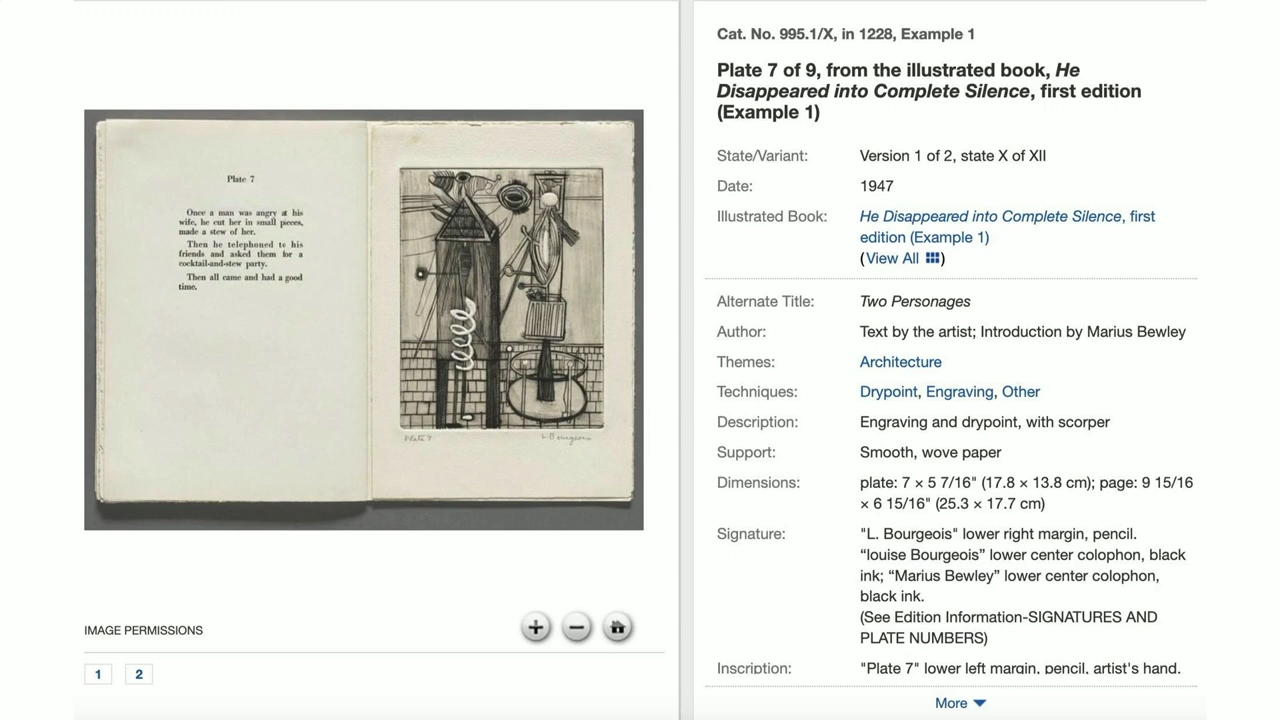 Plate 7
Once a man was angry at his
wife, he cut her in small pieces,
made a stew of her.
Then he telephoned to his
friends and asked them for a
cocktail-and-stew party.
Then all came and had a good
time.
Plate 7
L. Bourgeois
IMAGE PERMISSIONS
1 2
Cat. No. 995.1/X, in 1228, Example 1
Plate 7 of 9, from the illustrated book, He
Disappeared into Complete Silence, first edition
(Example 1)
State/Variant: Version 1 of 2, state X of XII
Date: 1947
Illustrated Book: He Disappeared into Complete Silence, first
edition (Example 1)
(View All)
Alternate Title: Two Personages
Author: Text by the artist; Introduction by Marius Bewley
Themes: Architecture
Techniques: Drypoint, Engraving, Other
Description: Engraving and drypoint, with scorper
Support: Smooth, wove paper
Dimensions: plate: 7 × 5 7/16" (17.8 × 13.8 cm); page: 9 15/16
× 6 15/16" (25.3 × 17.7 cm)
Signature: "L. Bourgeois" lower right margin, pencil.
“louise Bourgeois” lower center colophon, black
ink; “Marius Bewley” lower center colophon,
black ink.
(See Edition Information-SIGNATURES AND
PLATE NUMBERS)
Inscription: "Plate 7" lower left margin, pencil, artist's hand.
More